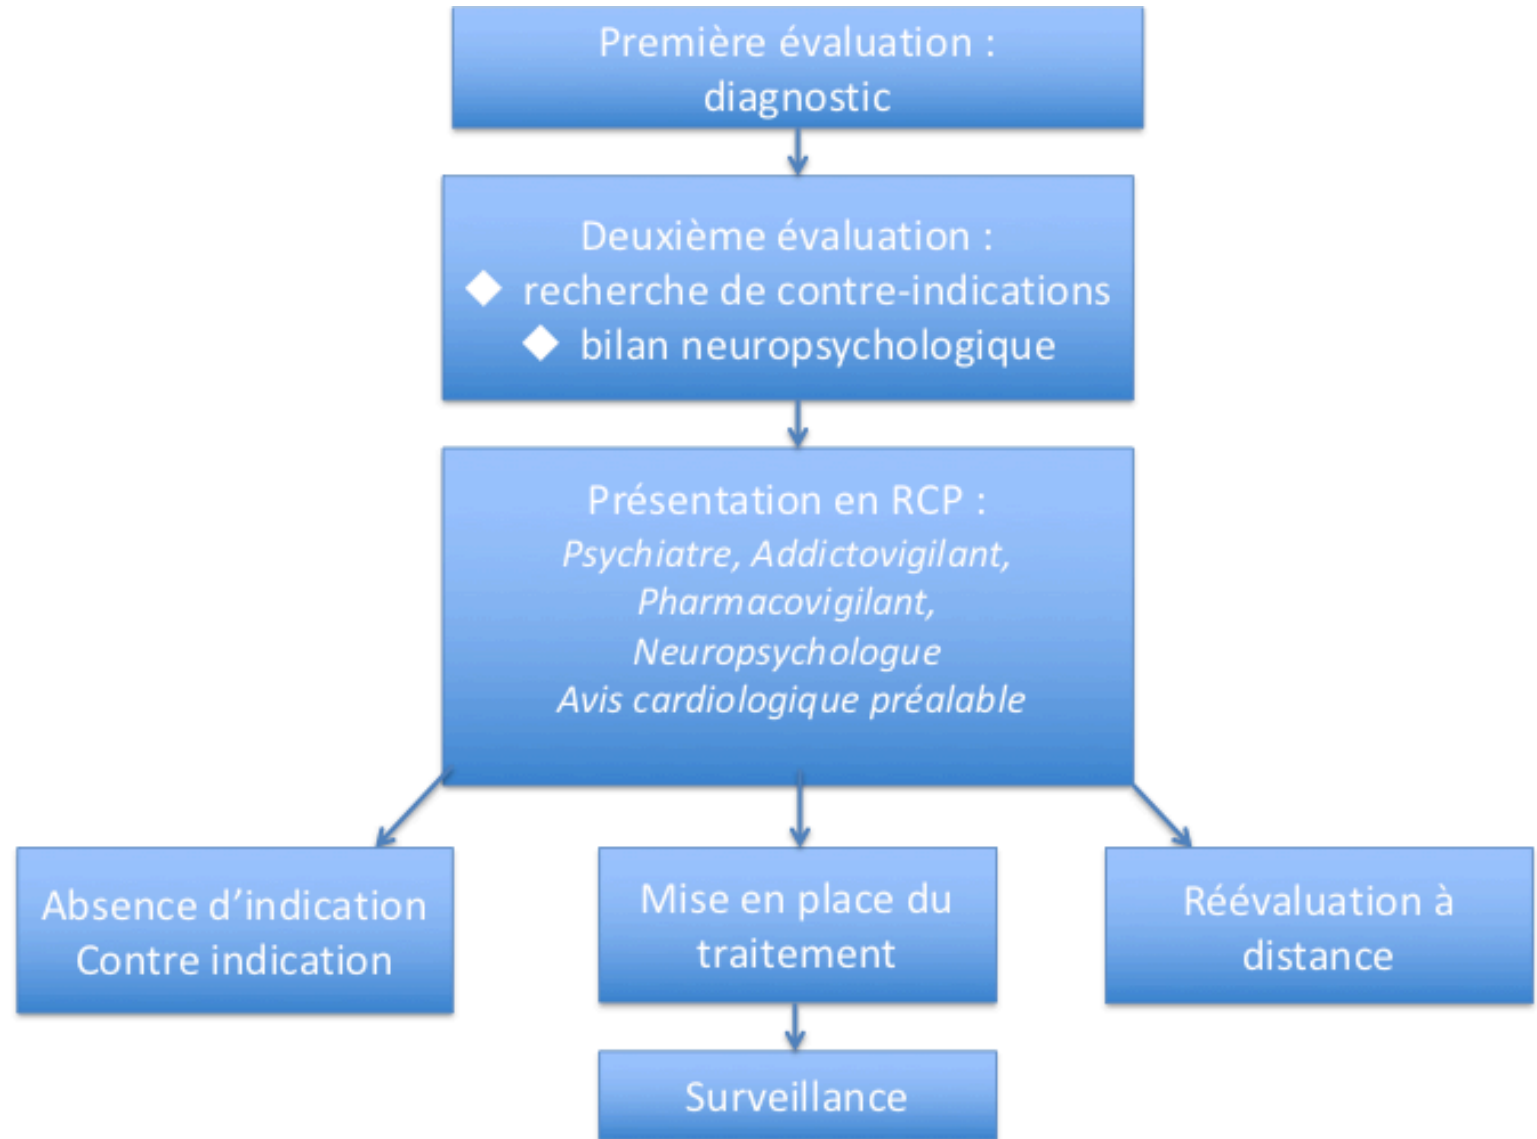 Première évaluation :
diagnostic
Deuxième évaluation :
◆ recherche de contre-indications
◆ bilan neuropsychologique
Présentation en RCP :
Psychiatre, Addictovigilant,
Pharmacovigilant,
Neuropsychologue
Avis cardiologique préalable
Absence d’indication
Contre indication
Mise en place du
traitement
Réévaluation à
distance
Surveillance